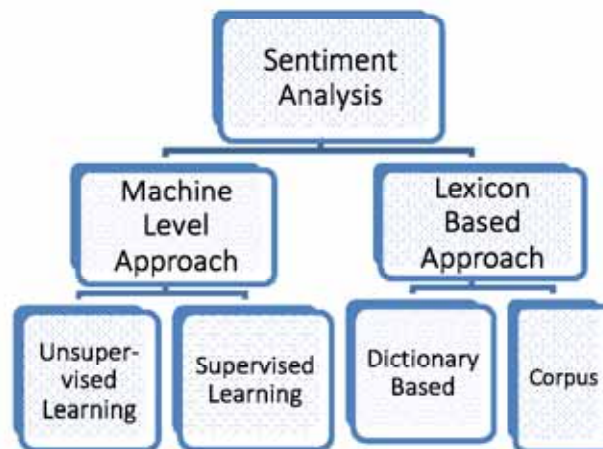 Sentiment
Analysis
Machine
Level
Approach
Lexicon
Based
Approach
Unsuper-
vised
Learning
Supervised
Learning
Dictionary
Based
Corpus